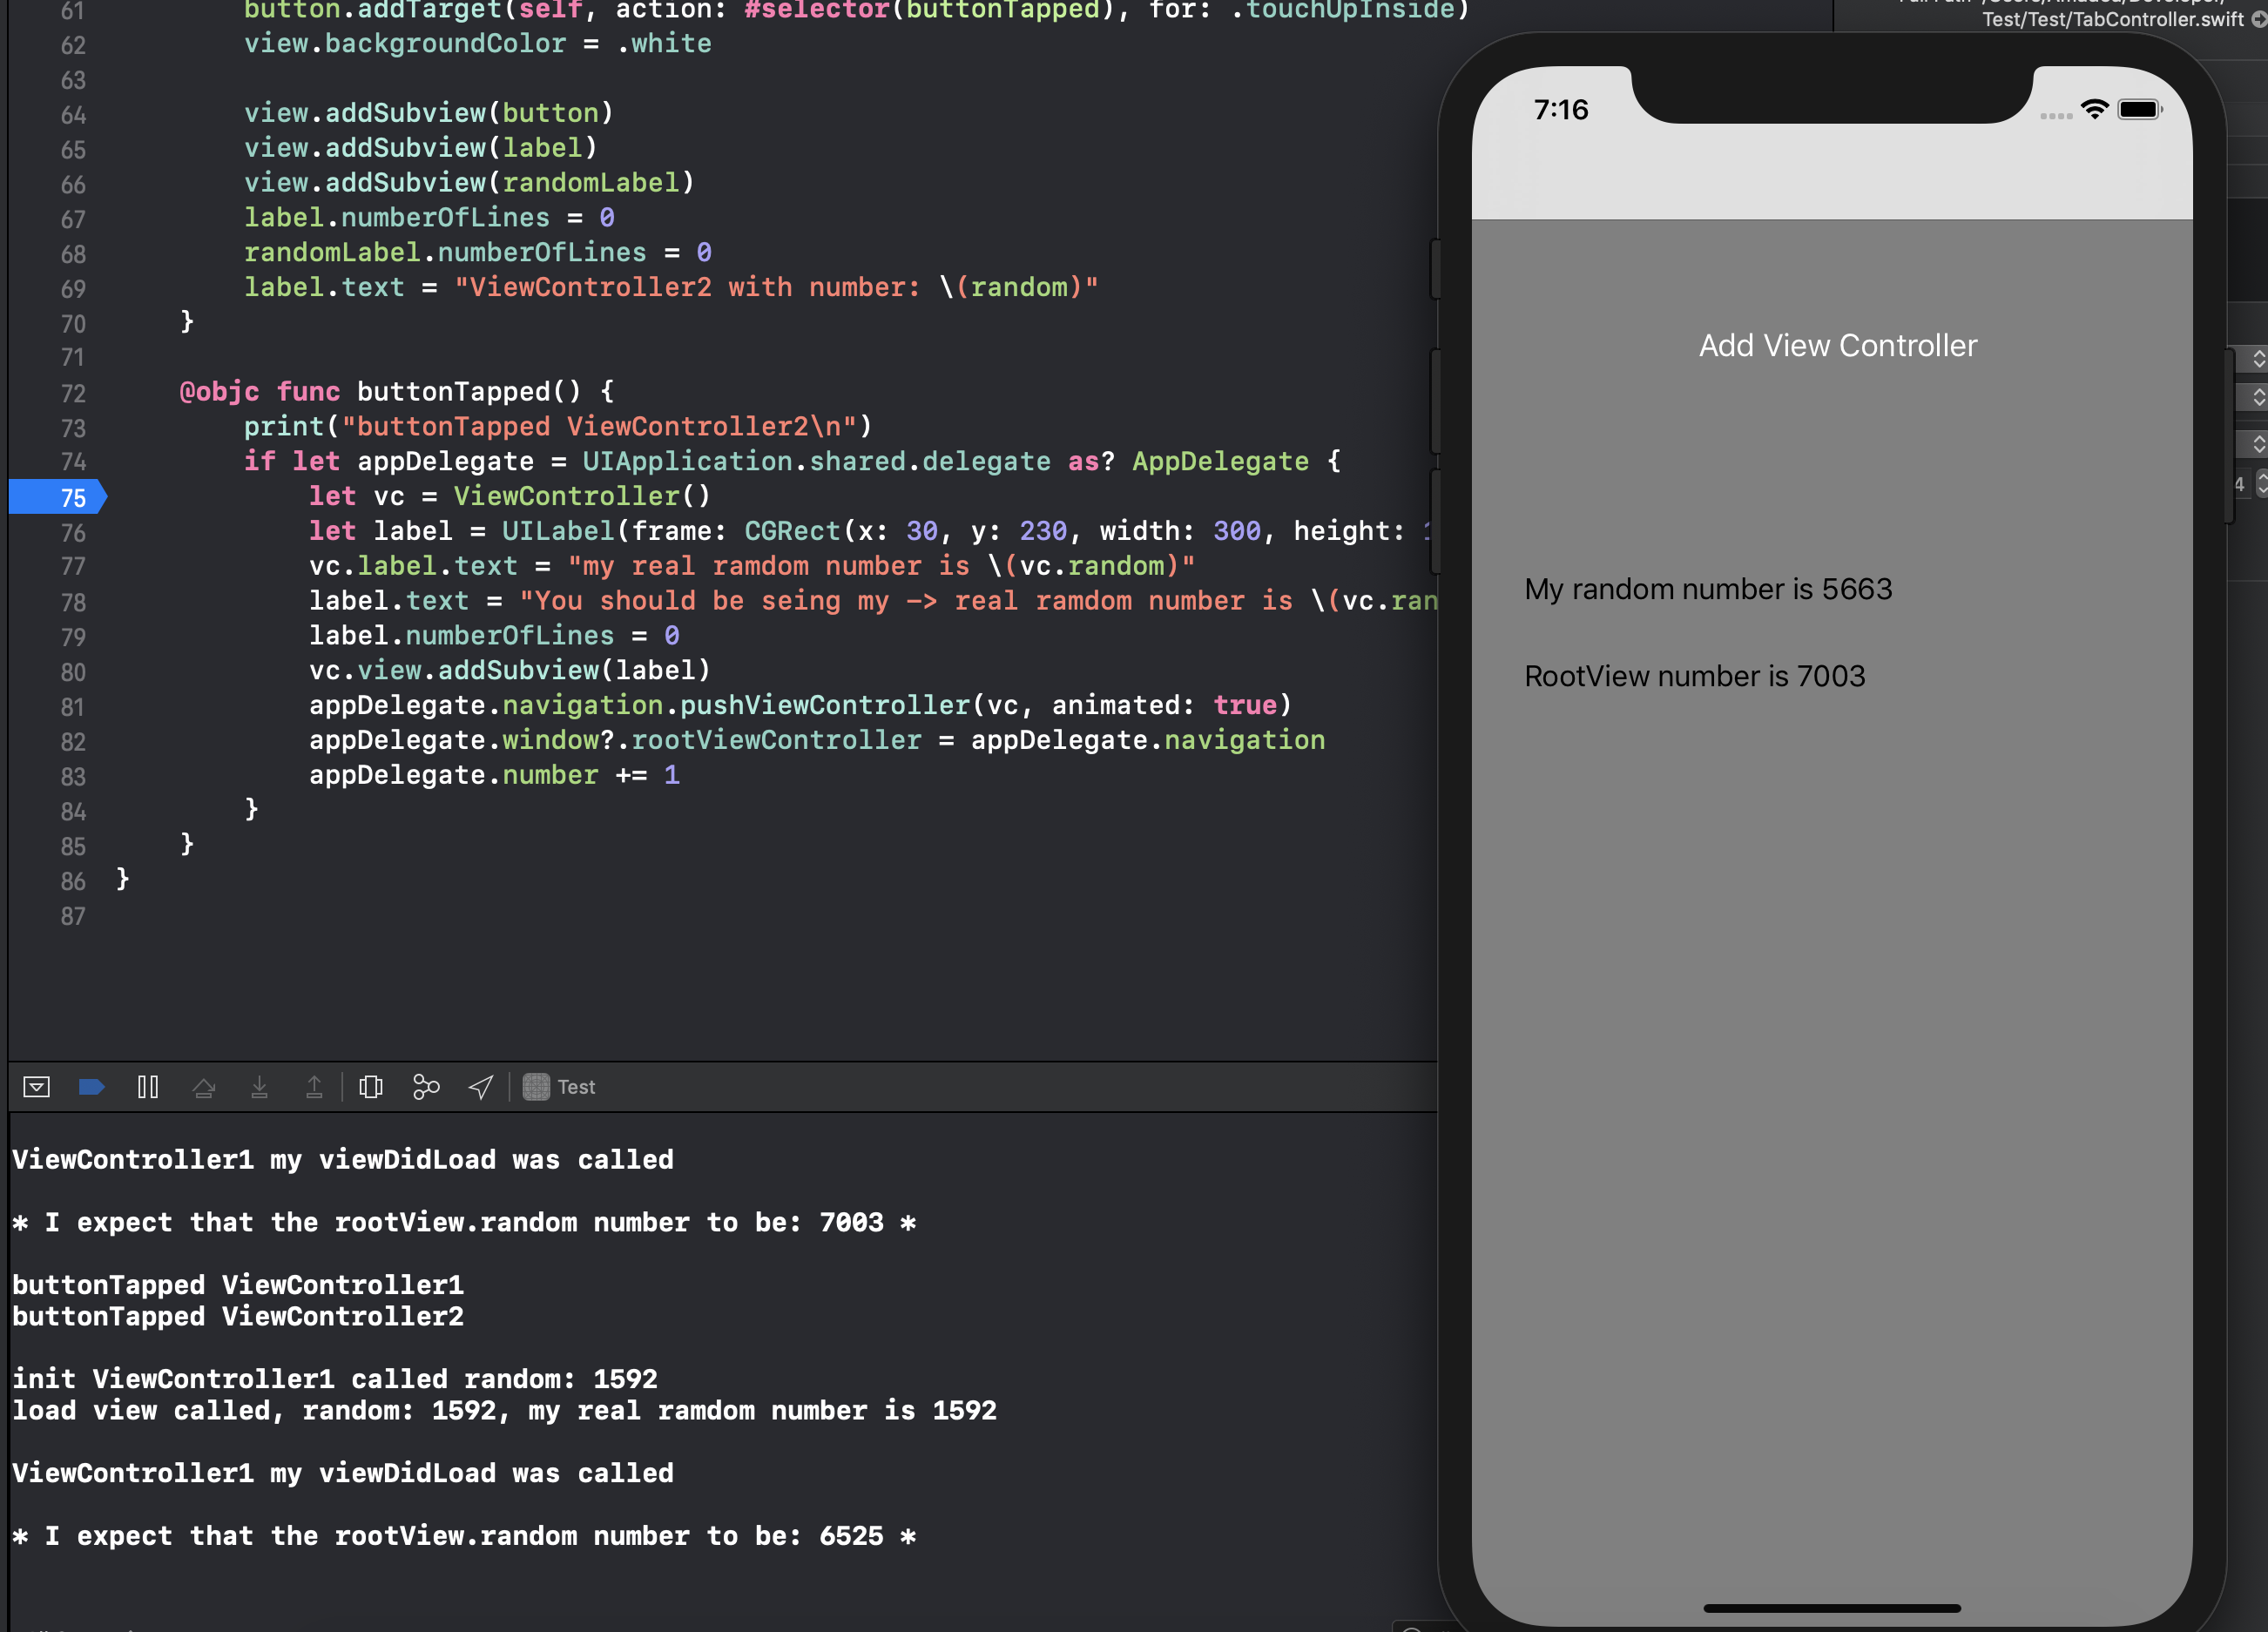 61 button.addTarget(self, action: #selector(buttonTapped), for: .touchUpInside)
62 view.backgroundColor = .white
63
64 view.addSubview(button)
65 view.addSubview(label)
66 view.addSubview(randomLabel)
67 label.numberOfLines = 0
68 randomLabel.numberOfLines = 0
69 label.text = "ViewController2 with number: \(random)"
70 }
71
72 @objc func buttonTapped() {
73 print("buttonTapped ViewController2\n")
74 if let appDelegate = UIApplication.shared.delegate as? AppDelegate {
75 let vc = ViewController()
76 let label = UILabel(frame: CGRect(x: 30, y: 230, width: 300, height:
77 vc.label.text = "my real ramdom number is \(vc.random)"
78 label.text = "You should be seing my -> real ramdom number is \(vc.ran
79 label.numberOfLines = 0
80 vc.view.addSubview(label)
81 appDelegate.navigation.pushViewController(vc, animated: true)
82 appDelegate.window?.rootViewController = appDelegate.navigation
83 appDelegate.number += 1
84 }
85 }
86 }
87
Test
ViewController1 my viewDidLoad was called
* I expect that the rootView.random number to be: 7003 *
buttonTapped ViewController1
buttonTapped ViewController2
init ViewController1 called random: 1592
load view called, random: 1592, my real ramdom number is 1592
ViewController1 my viewDidLoad was called
* I expect that the rootView.random number to be: 6525 *
Test/Test/TabController.swift
7:16
Add View Controller
My random number is 5663
RootView number is 7003
4